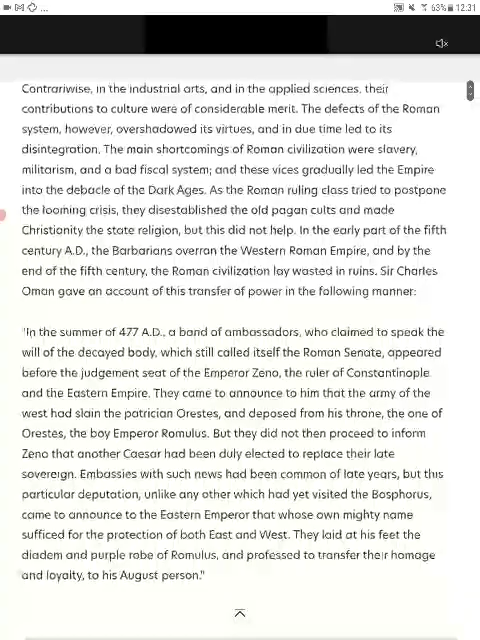 63% 12:31
Contrariwise, in the industrial arts, and in the applied sciences, their
contributions to culture were of considerable merit. The defects of the Roman
system, however, overshadowed its virtues, and in due time led to its
disintegration. The main shortcomings of Roman civilization were slavery,
militarism, and a bad fiscal system; and these vices gradually led the Empire
into the debacle of the Dark Ages. As the Roman ruling class tried to postpone
the looming crisis, they disestablished the old pagan cults and made
Christianity the state religion, but this did not help. In the early part of the fifth
century A.D., the Barbarians overran the Western Roman Empire, and by the
end of the fifth century, the Roman civilization lay wasted in ruins. Sir Charles
Oman gave an account of this transfer of power in the following manner:
"In the summer of 477 A.D., a band of ambassadors, who claimed to speak the
will of the decayed body, which still called itself the Roman Senate, appeared
before the judgement seat of the Emperor Zeno, the ruler of Constantinople
and the Eastern Empire. They came to announce to him that the army of the
west had slain the patrician Orestes, and deposed from his throne, the one of
Orestes, the boy Emperor Romulus. But they did not then proceed to inform
Zeno that another Caesar had been duly elected to replace their late
sovereign. Embassies with such news had been common of late years, but this
particular deputation, unlike any other which had yet visited the Bosphorus,
came to announce to the Eastern Emperor that whose own mighty name
sufficed for the protection of both East and West. They laid at his feet the
diadem and purple robe of Romulus, and professed to transfer their homage
and loyalty, to his August person."